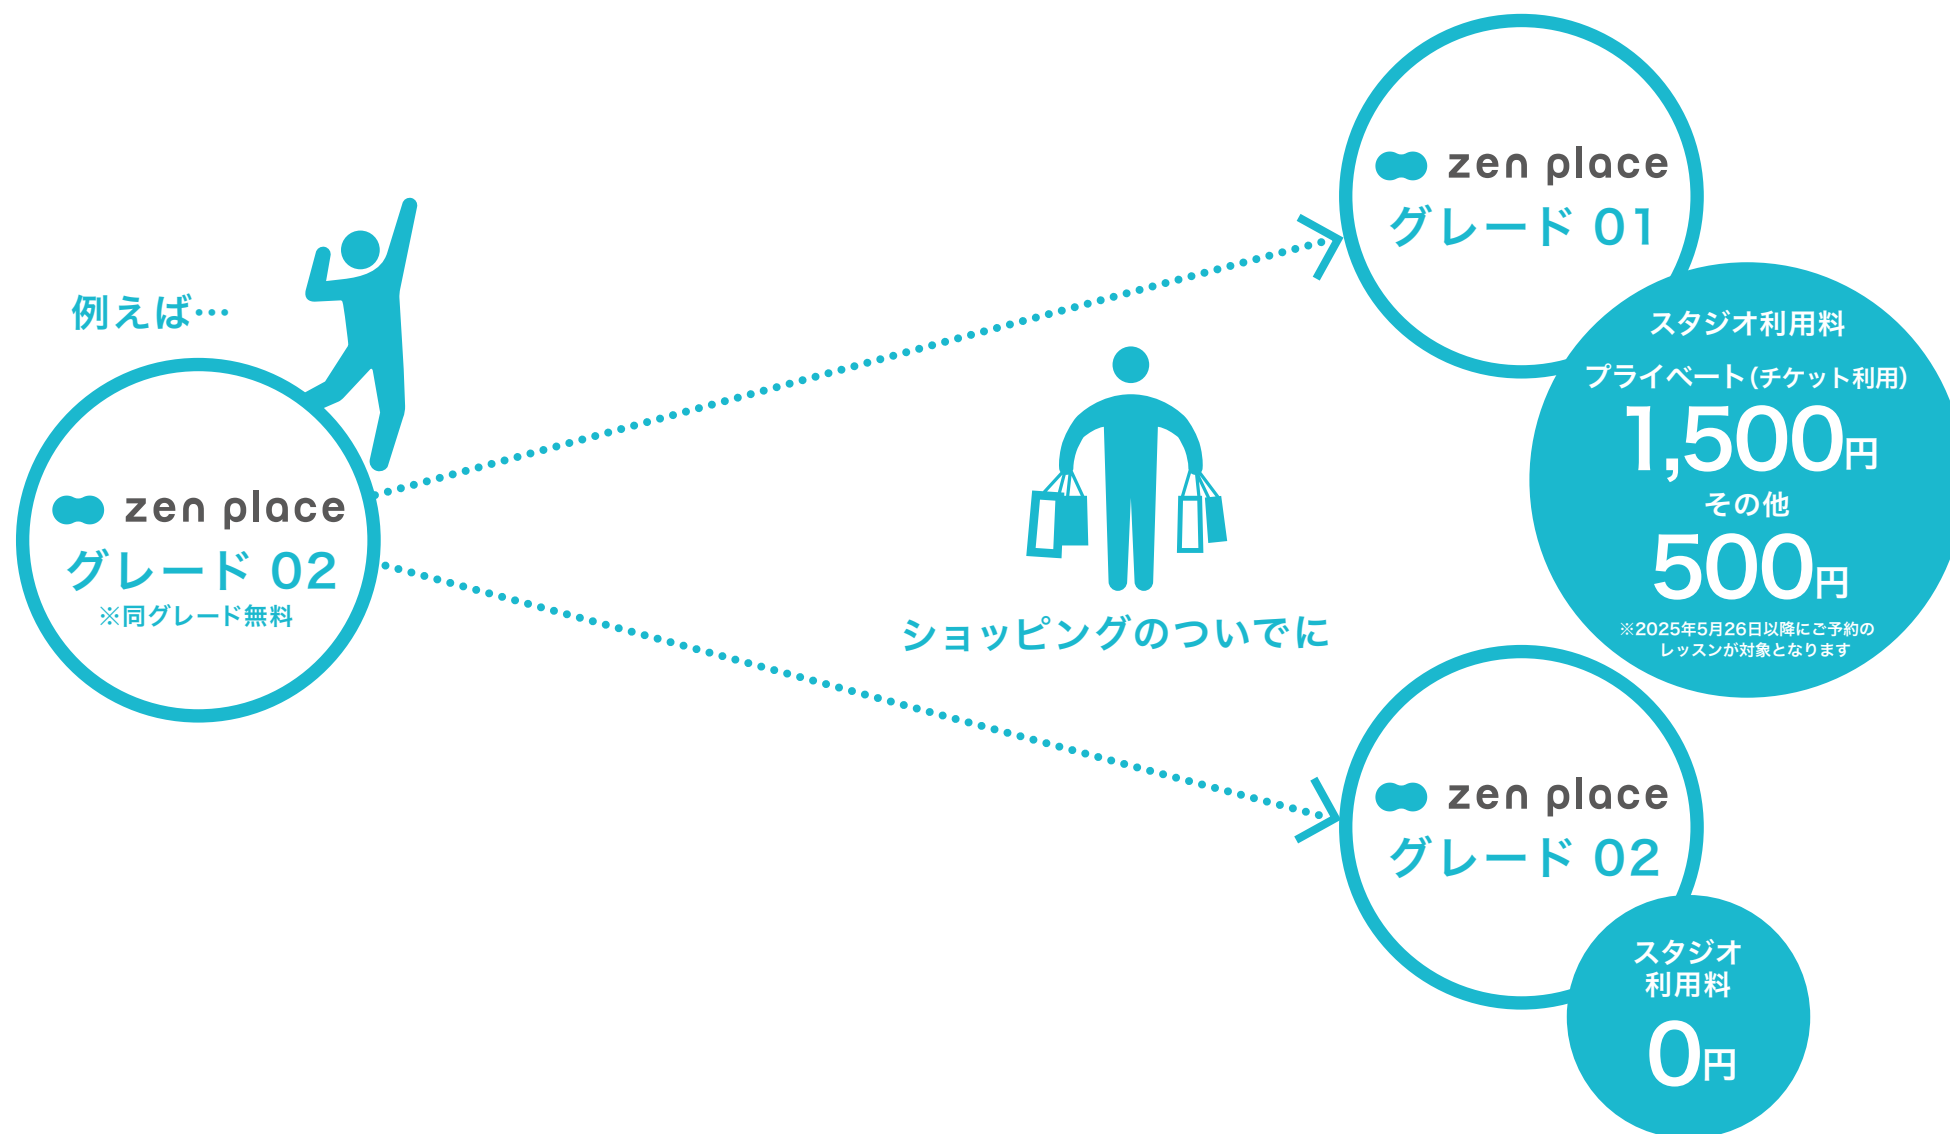 例えば…
zen place
グレード 02
※同グレード無料
ショッピングのついでに
zen place
グレード 01
スタジオ利用料
プライベート(チケット利用)
1,500円
その他
500円
※2025年5月26日以降にご予約の
レッスンが対象となります
zen place
グレード 02
スタジオ
利用料
0円